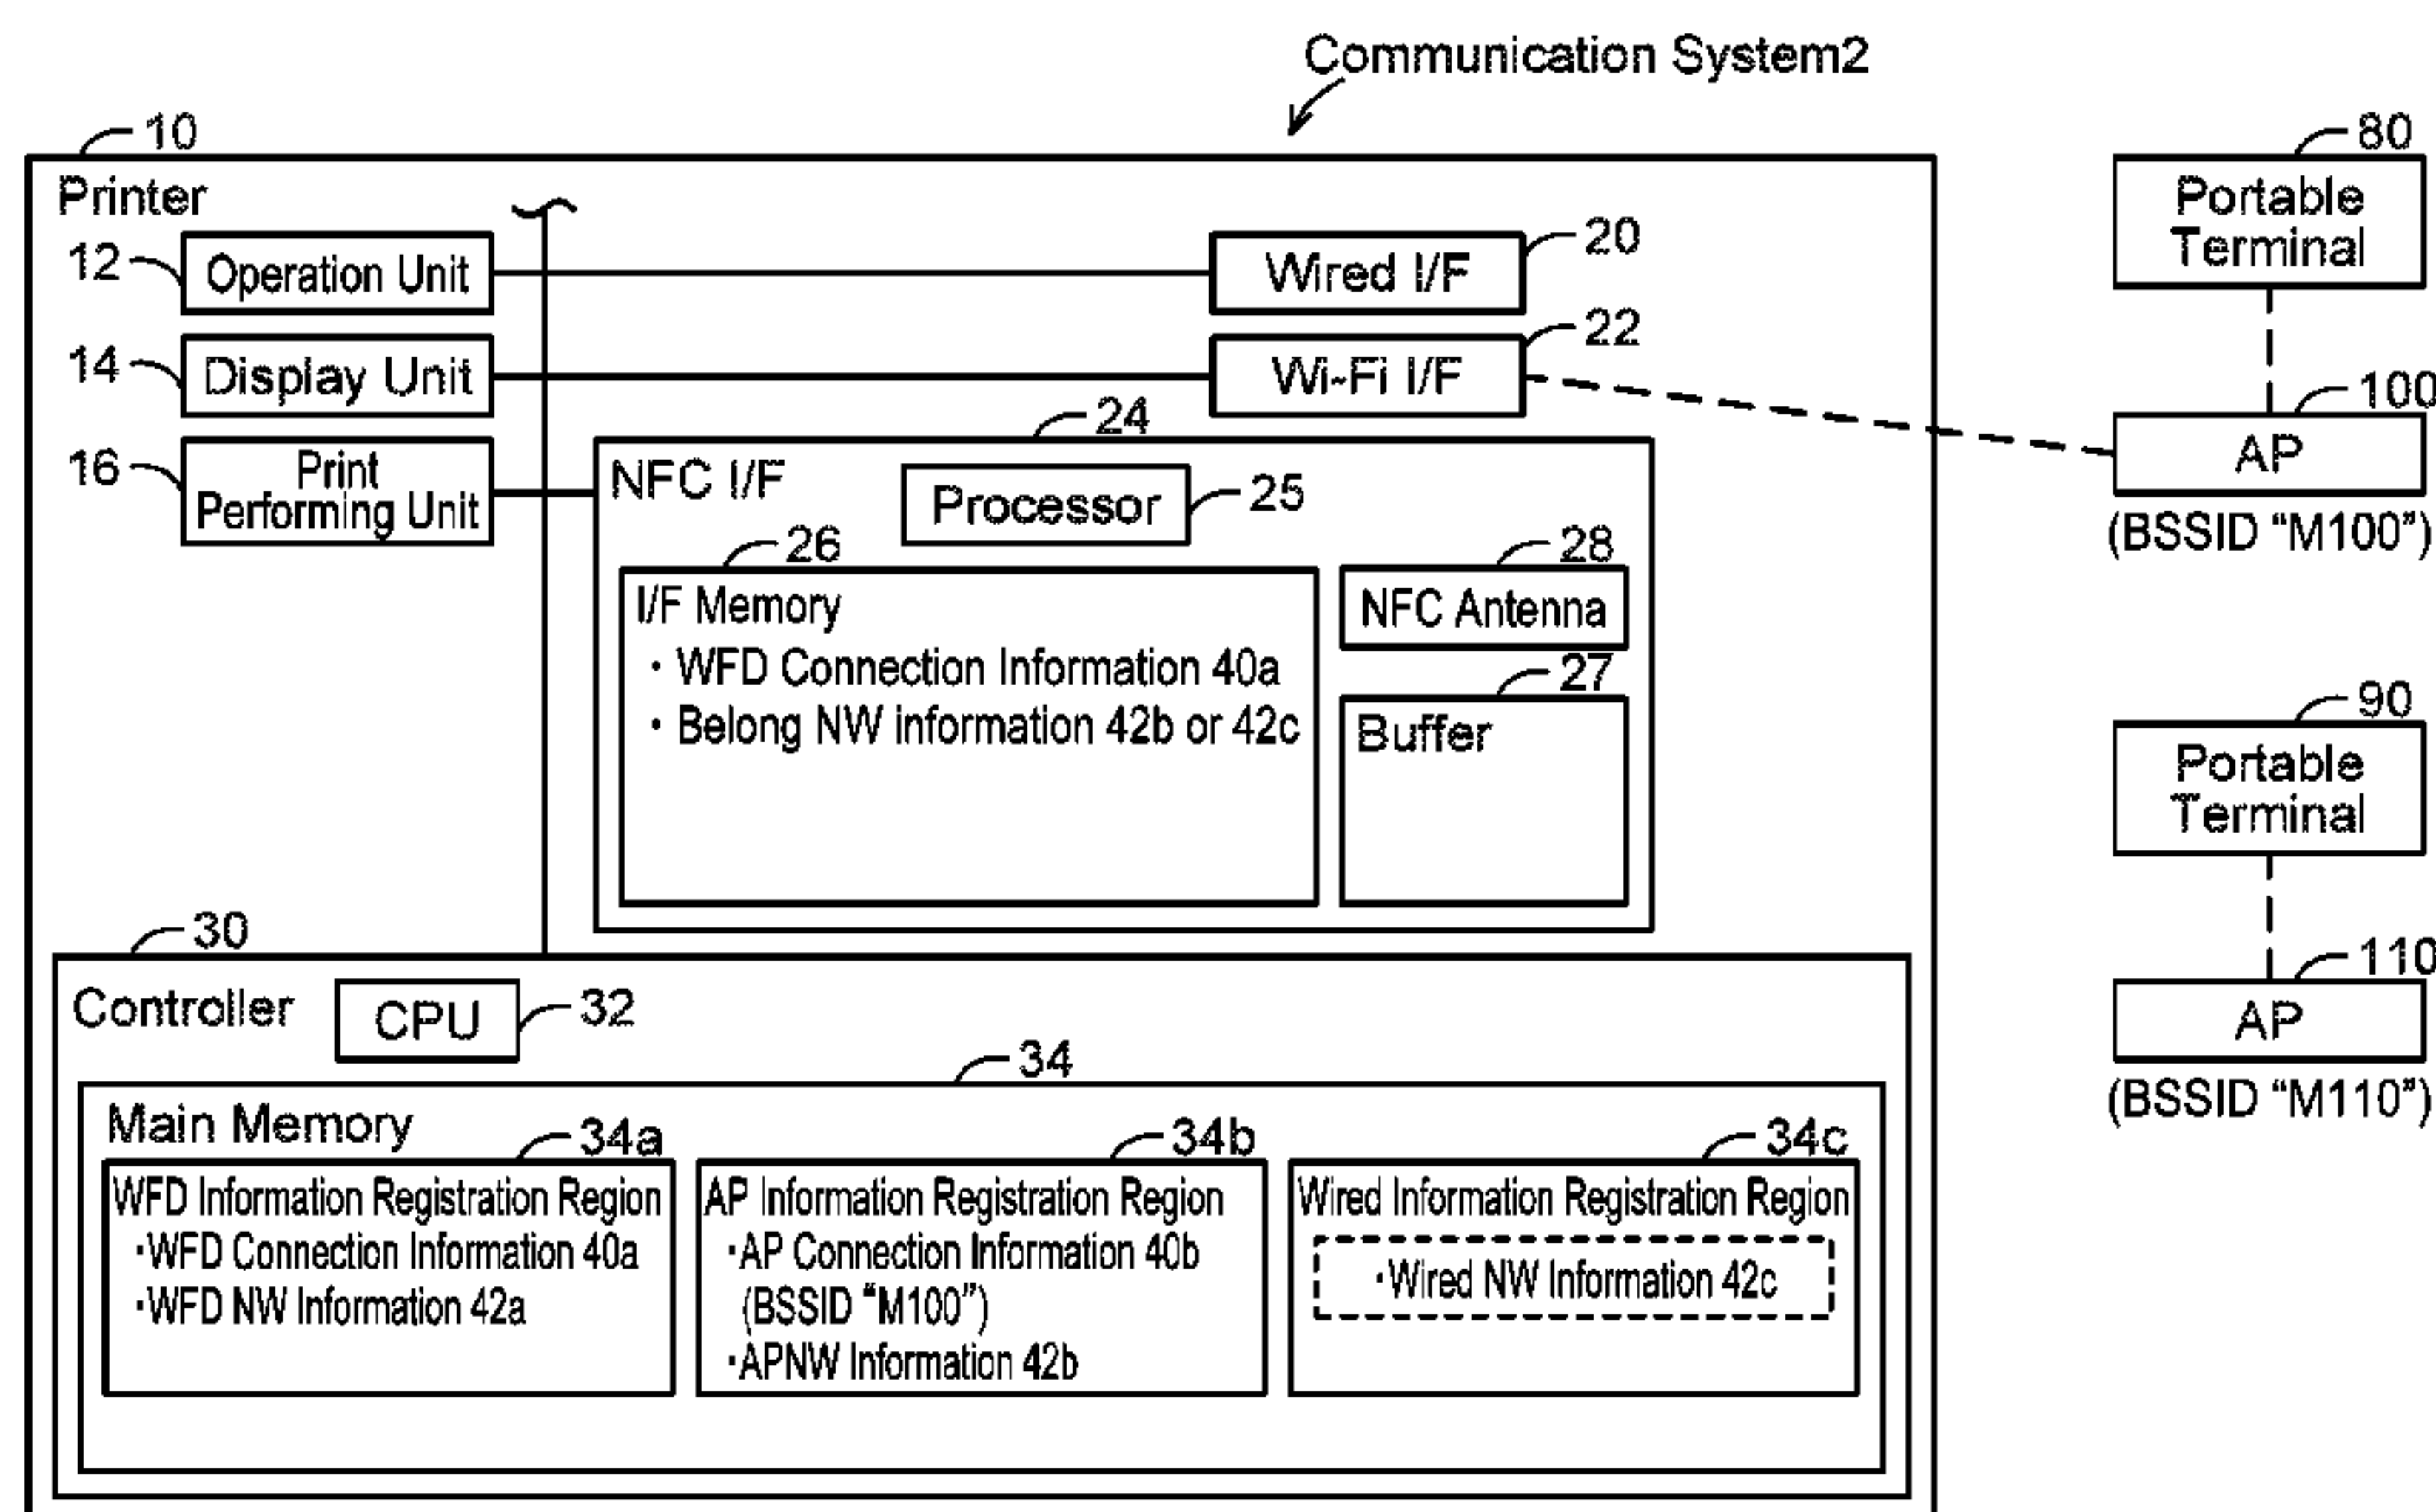 Communication System2
10
Printer
12
Operation Unit
Wired I/F
20
14
Display Unit
Wi-Fi I/F
22
16
Print
Performing Unit
24
NFC I/F
Processor
25
26
I/F Memory
・ WFD Connection Information 40a
・ Belong NW information 42b or 42c
28
NFC Antenna
27
Buffer
30
Controller
CPU
32
34
Main Memory
34a
WFD Information Registration Region
・WFD Connection Information 40a
・WFD NW Information 42a
34b
AP Information Registration Region
・AP Connection Information 40b
(BSSID “M100”)
・APNW Information 42b
34c
Wired Information Registration Region
・Wired NW Information 42c
80
Portable
Terminal
100
AP
(BSSID “M100”)
90
Portable
Terminal
110
AP
(BSSID “M110”)